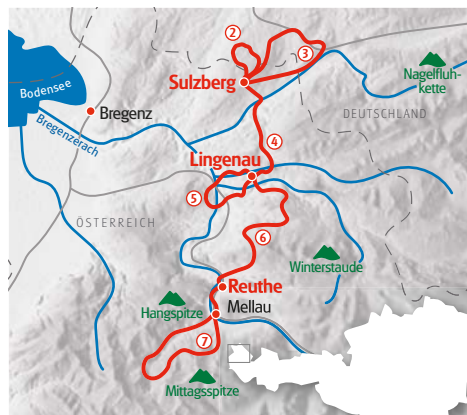 2
3
Bodensee
Sulzberg
Nagelfluh-
kette
Bregenz
DEUTSCHLAND
Bregenzerach
4
Lingenau
5
ÖSTERREICH
6
Winterstaude
Reuthe
Hangspitze
Mellau
7
Mittagsspitze